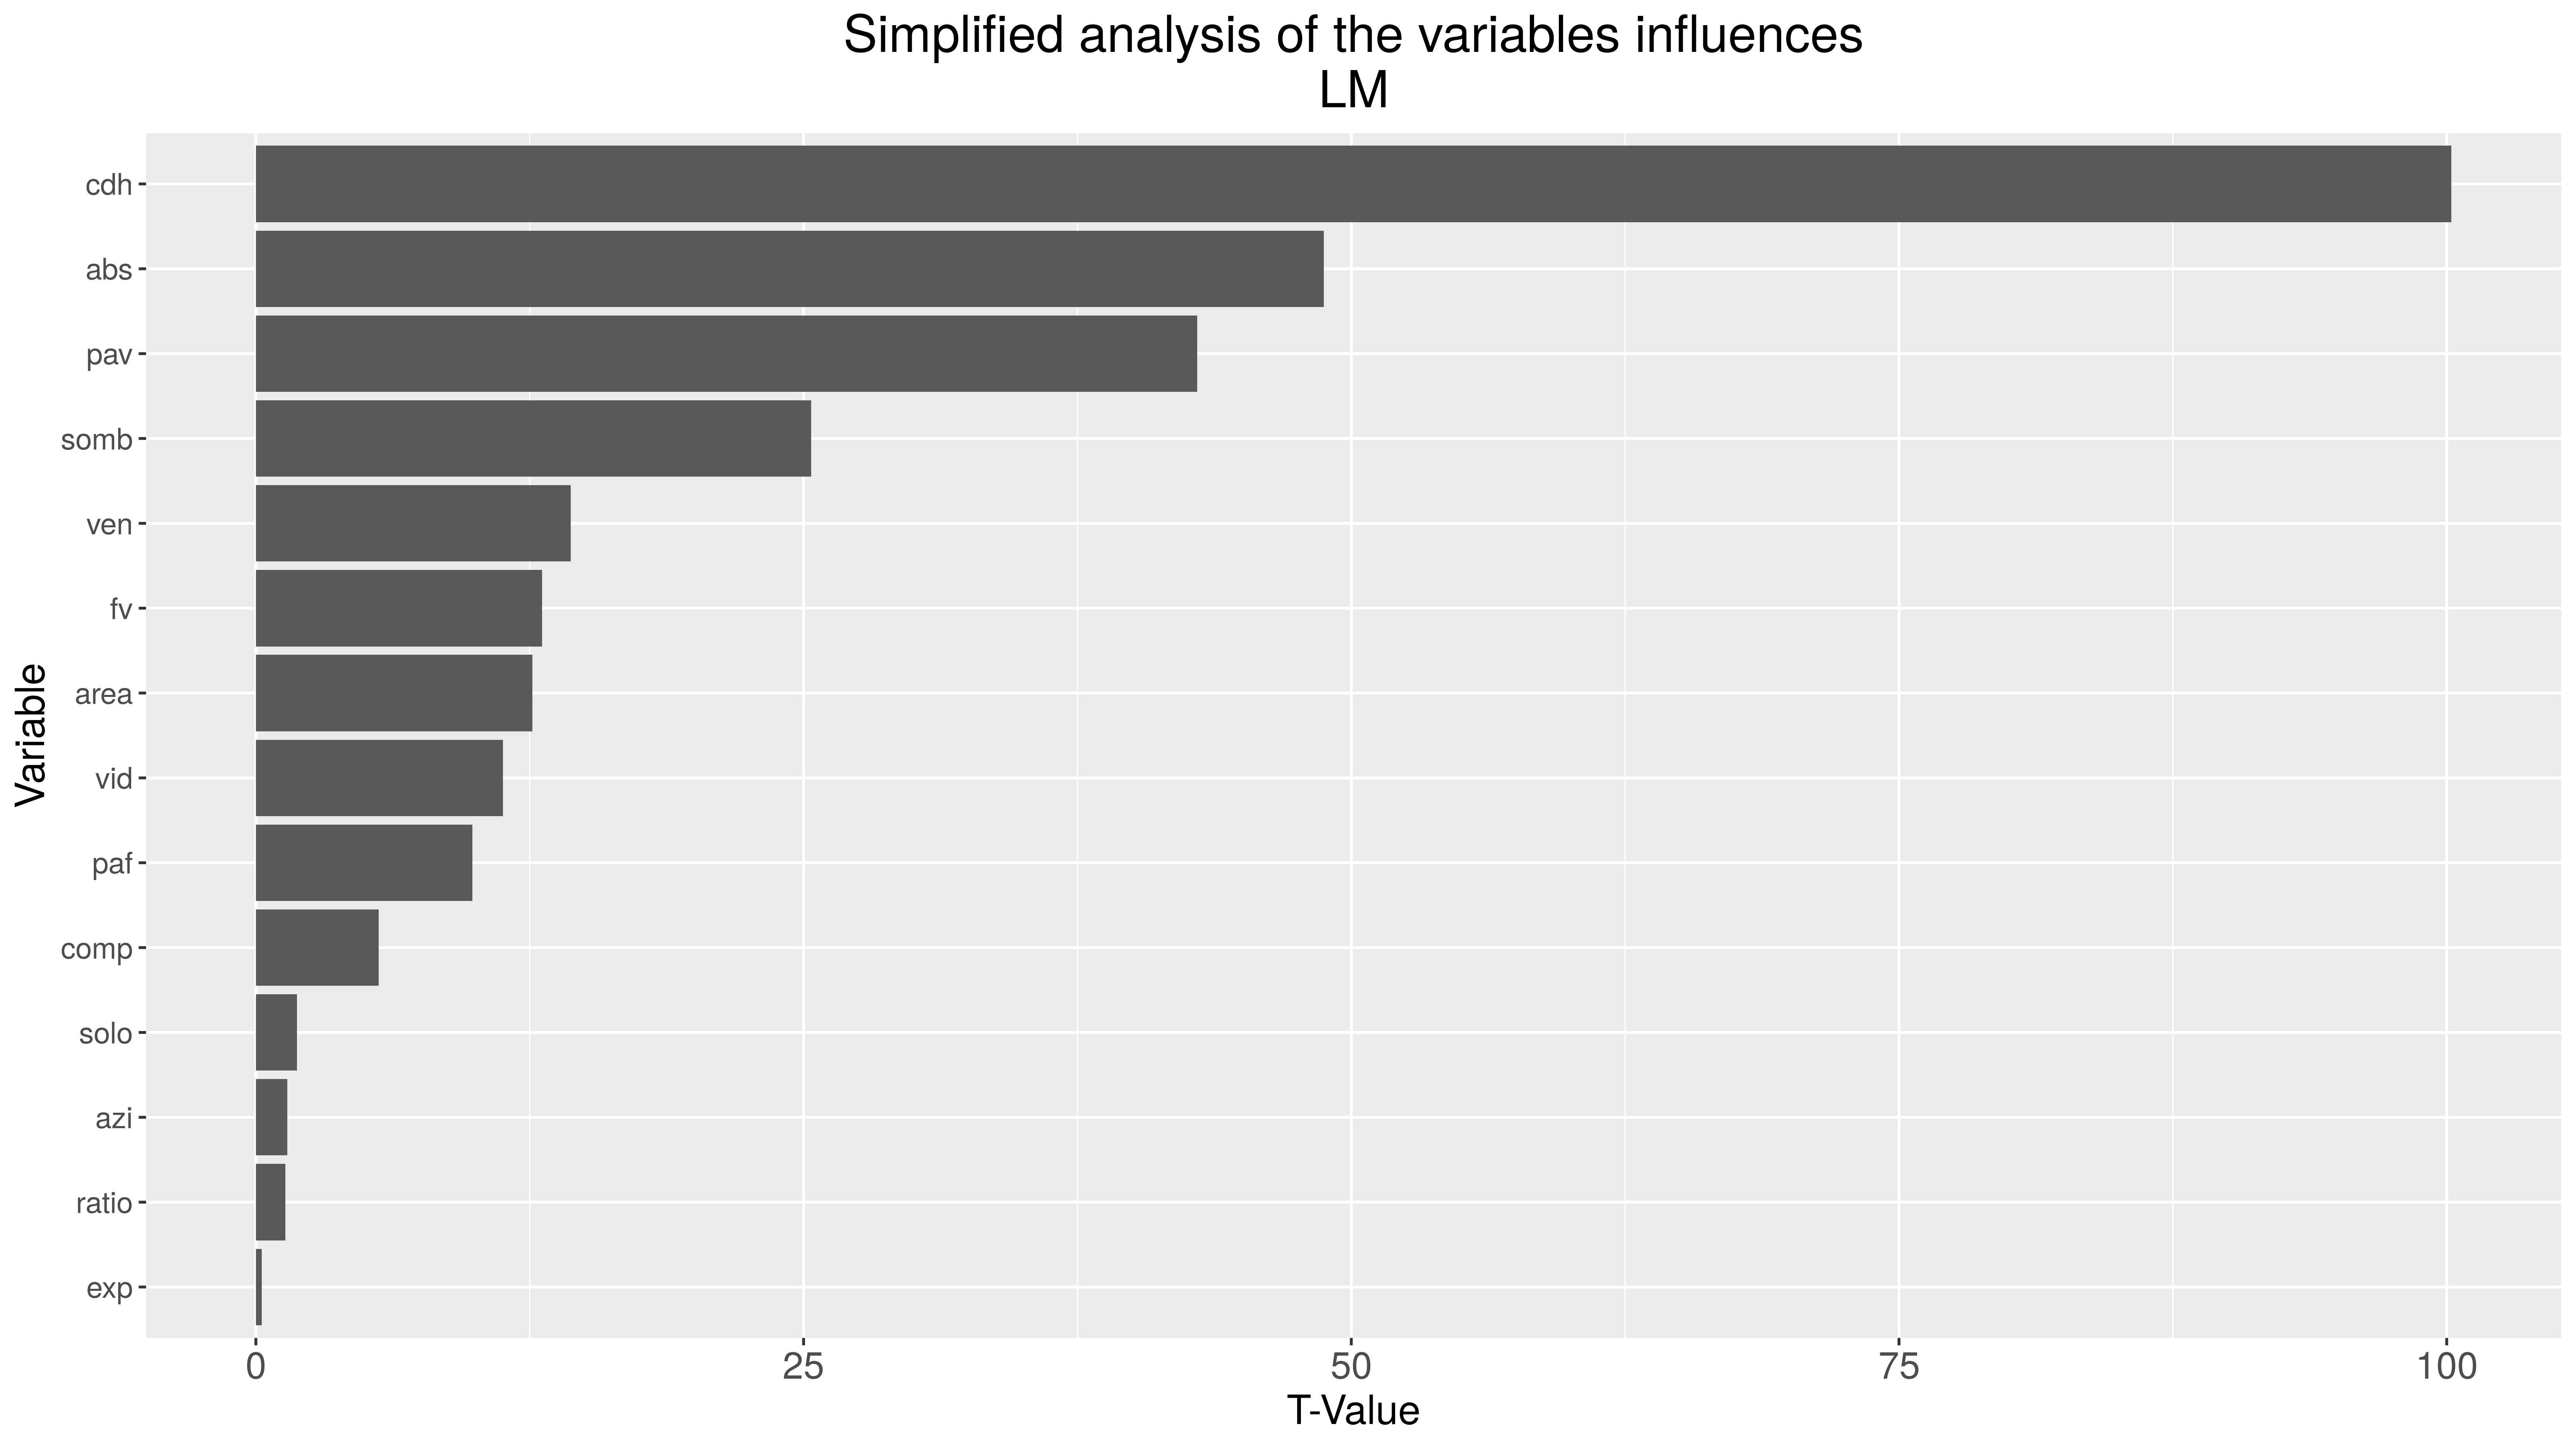 Simplified analysis of the variables influences
LM
Variable
cdh
abs
pav
somb
ven
fv
area
vid
paf
comp
solo
azi
ratio
exp
0 25 50 75 100
T-Value